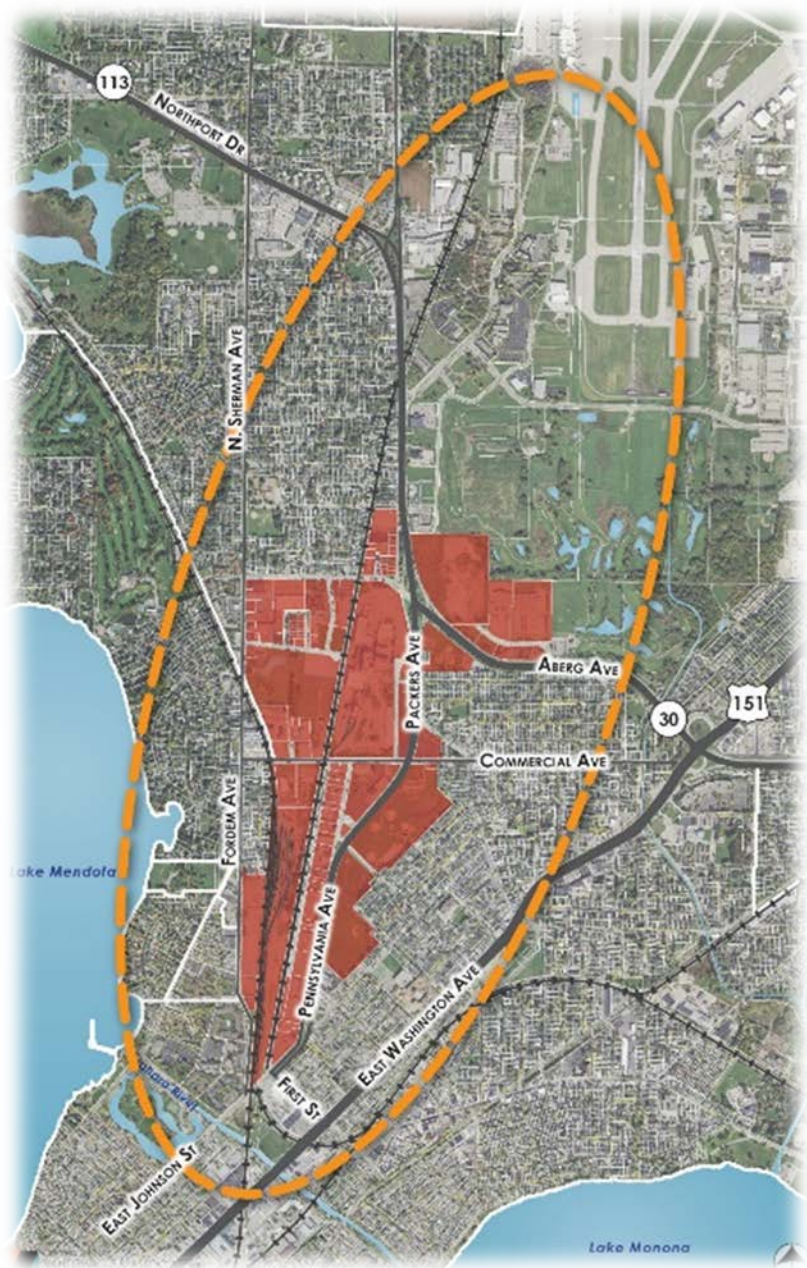 113
NORTHPORT DR
N. SHERMAN AVE
PACKERS AVE
ABERG AVE
30
151
COMMERCIAL AVE
FORDEM AVE
Lake Mendota
PENNSYLVANIA AVE
EAST WASHINGTON AVE
FIRST ST
River
EAST JOHNSON ST
Lake Monona